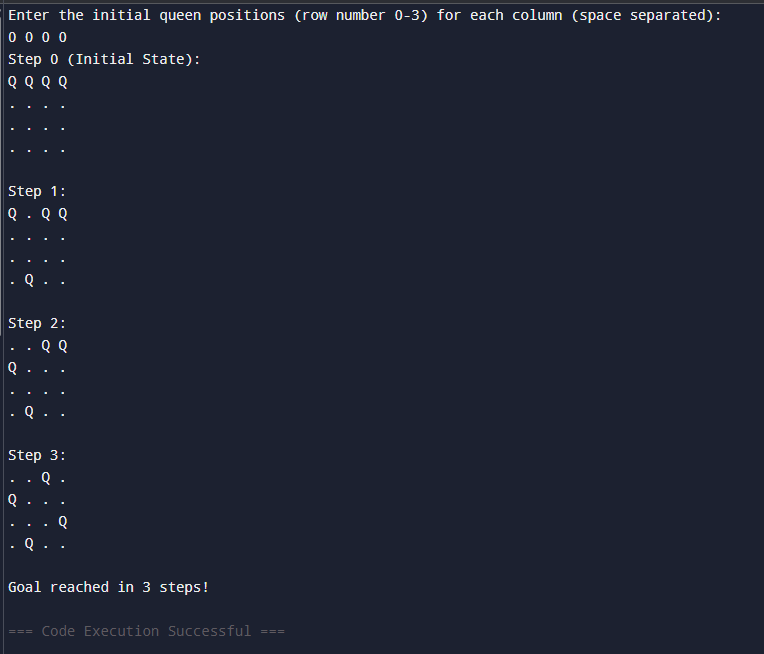 Enter the initial queen positions (row number 0-3) for each column (space separated):
0 0 0 0
Step 0 (Initial State):
Q Q Q Q
. . . .
. . . .
. . . .

Step 1:
Q . Q Q
. . . .
. . . .
. Q . .

Step 2:
. . Q Q
Q . . .
. . . .
. Q . .

Step 3:
. . Q .
Q . . .
. . . Q
. Q . .

Goal reached in 3 steps!

=== Code Execution Successful ===